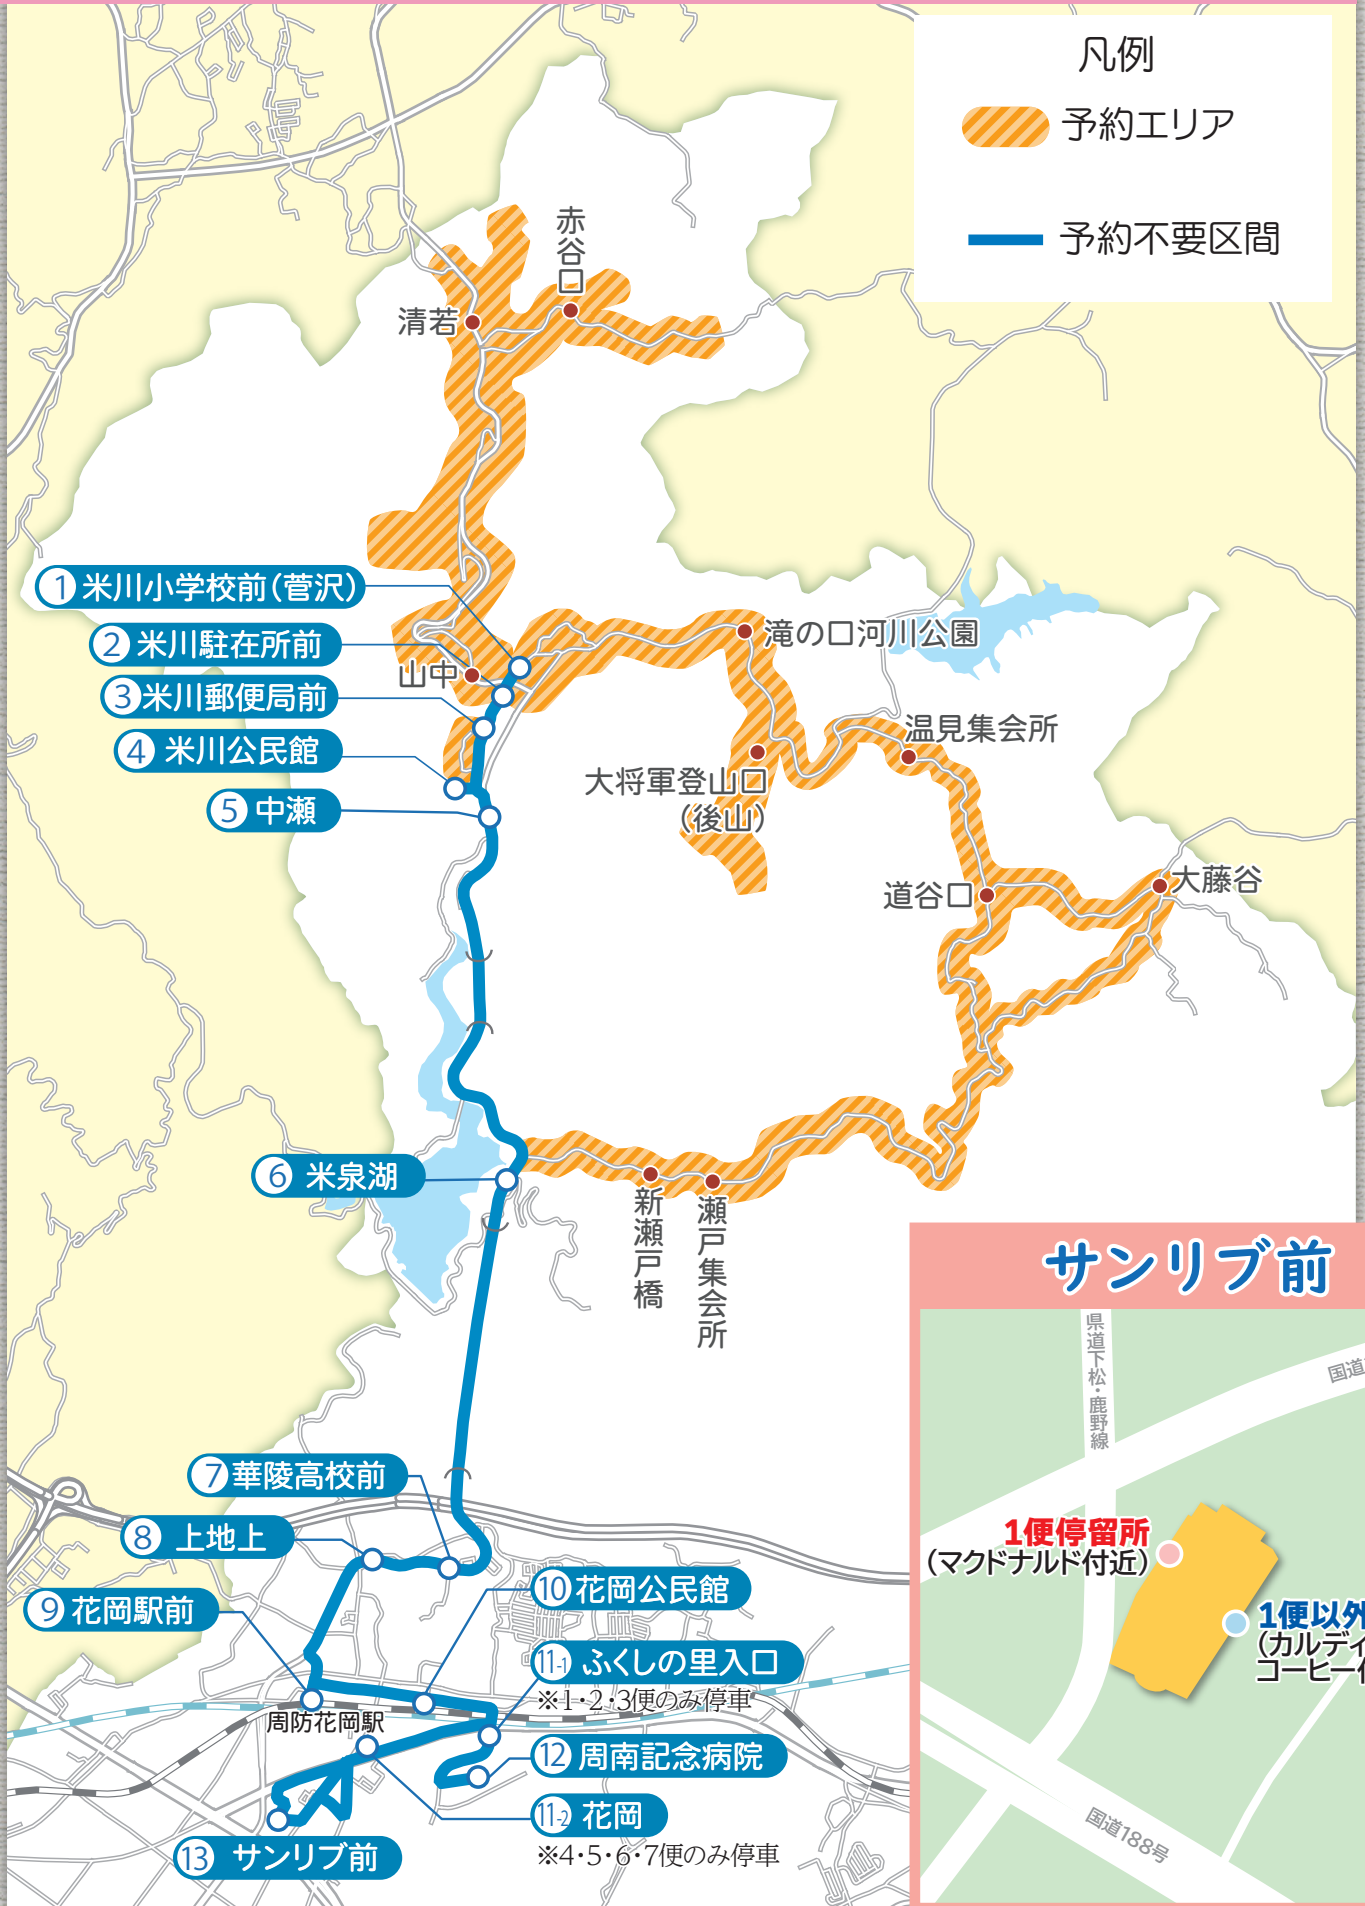 凡例
予約エリア
予約不要区間
赤谷口
清若
① 米川小学校前(菅沢)
② 米川駐在所前
③ 米川郵便局前
④ 米川公民館
⑤ 中瀬
山中
滝の口河川公園
温見集会所
大将軍登山口
(後山)
道谷口
大藤谷
⑥ 米泉湖
新瀬戸橋
瀬戸集会所
⑦ 華陵高校前
⑧ 上地上
⑨ 花岡駅前
⑩ 花岡公民館
11-1 ふくしの里入口
※1・2・3便のみ停車
周防花岡駅
⑫ 周南記念病院
11-2 花岡
※4・5・6・7便のみ停車
⑬ サンリブ前
サンリブ前
県道下松・鹿野線
国道
1便停留所
(マクドナルド付近)
1便以外
(カルディ
コーヒー
国道188号